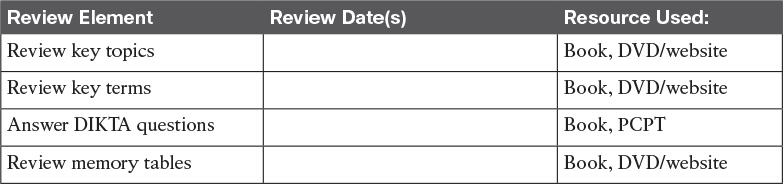 Review Element Review Date(s) Resource Used:
Review key topics Book, DVD/website
Review key terms Book, DVD/website
Answer DIKTA questions Book, PCPT
Review memory tables Book, DVD/website